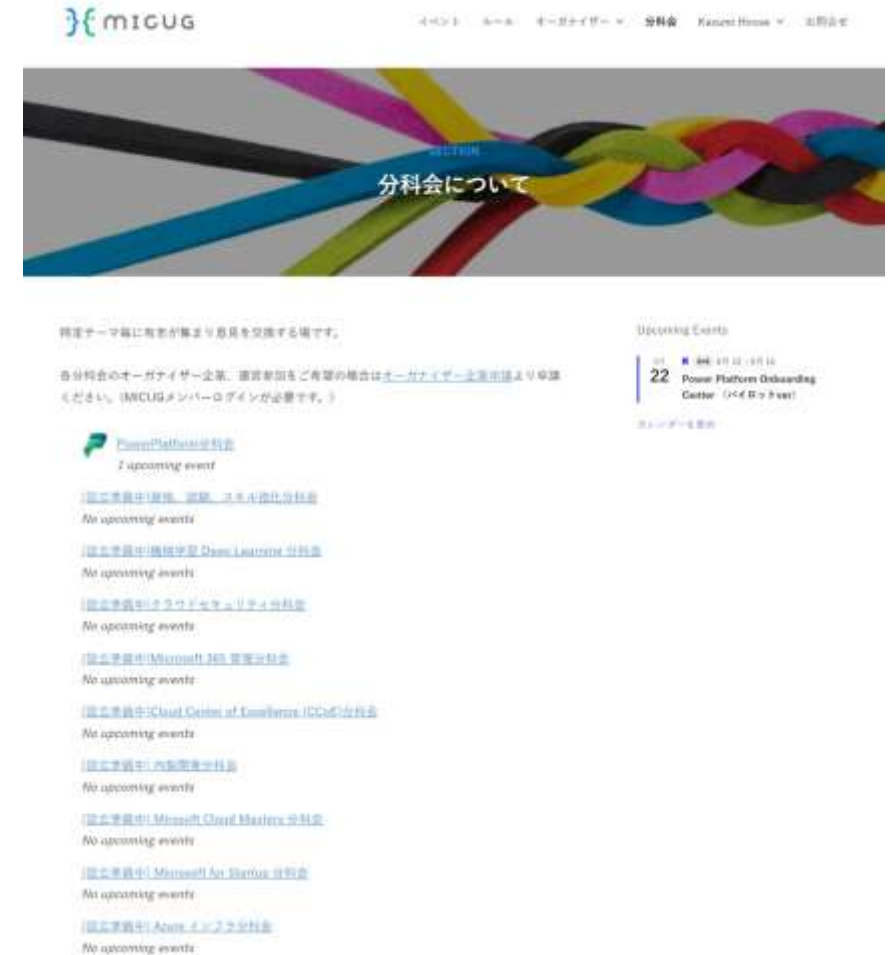 MICUG
イベント ルール オーガナイザー 分科会 Kasumi House お問合せ
SECTION
分科会について
特定テーマ毎に有志が集まり意見を交換する場です。
各分科会のオーガナイザー企業、運営参加をご希望の場合はオーガナイザー企業申請より申請
ください。(MICUGメンバーログインが必要です。)
Upcoming Events
22
Power Platform Onboarding
Center (パイロットver)
カレンダーを表示
PowerPlatform分科会
1 upcoming event
(設立準備中)資格、試験、スキル進化分科会
No upcoming events
(設立準備中)機械学習 Deep Learning 分科会
No upcoming events
(設立準備中)クラウドセキュリティ分科会
No upcoming events
(設立準備中)Microsoft 365 管理分科会
No upcoming events
(設立準備中)Cloud Center of Excellence (CCoE)分科会
No upcoming events
(設立準備中) 内製開発分科会
No upcoming events
(設立準備中) Microsoft Cloud Masters 分科会
No upcoming events
(設立準備中) Microsoft for Startup 分科会
No upcoming events
(設立準備中) Azure インフラ分科会
No upcoming events